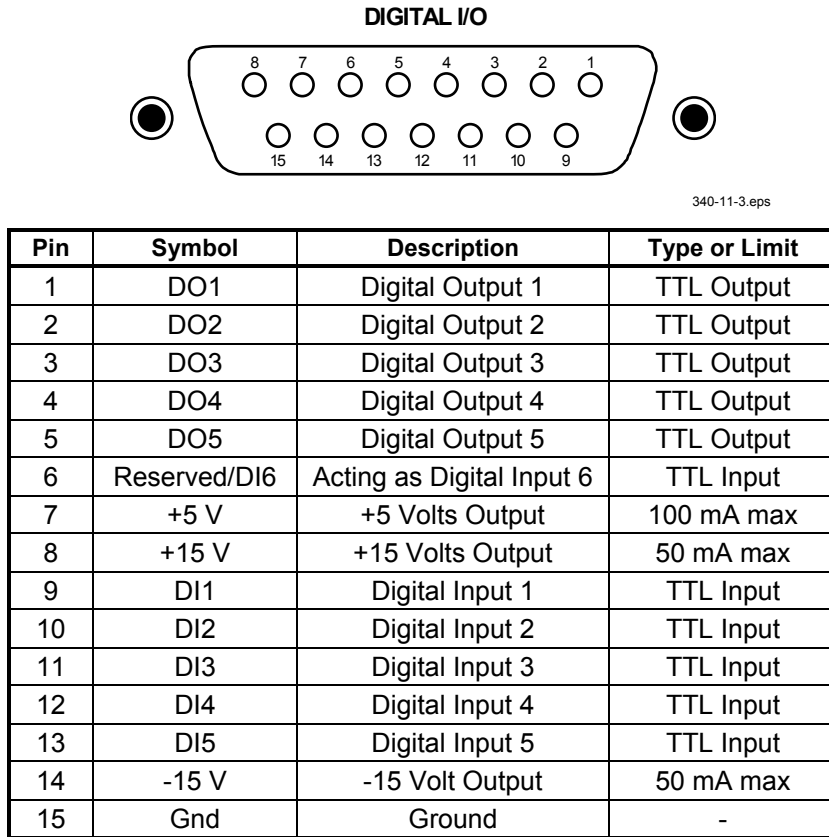 DIGITAL I/O
8 7 6 5 4 3 2 1
15 14 13 12 11 10 9
340-11-3.eps
Pin Symbol Description Type or Limit
1 DO1 Digital Output 1 TTL Output
2 DO2 Digital Output 2 TTL Output
3 DO3 Digital Output 3 TTL Output
4 DO4 Digital Output 4 TTL Output
5 DO5 Digital Output 5 TTL Output
6 Reserved/DI6 Acting as Digital Input 6 TTL Input
7 +5 V +5 Volts Output 100 mA max
8 +15 V +15 Volts Output 50 mA max
9 DI1 Digital Input 1 TTL Input
10 DI2 Digital Input 2 TTL Input
11 DI3 Digital Input 3 TTL Input
12 DI4 Digital Input 4 TTL Input
13 DI5 Digital Input 5 TTL Input
14 -15 V -15 Volt Output 50 mA max
15 Gnd Ground -